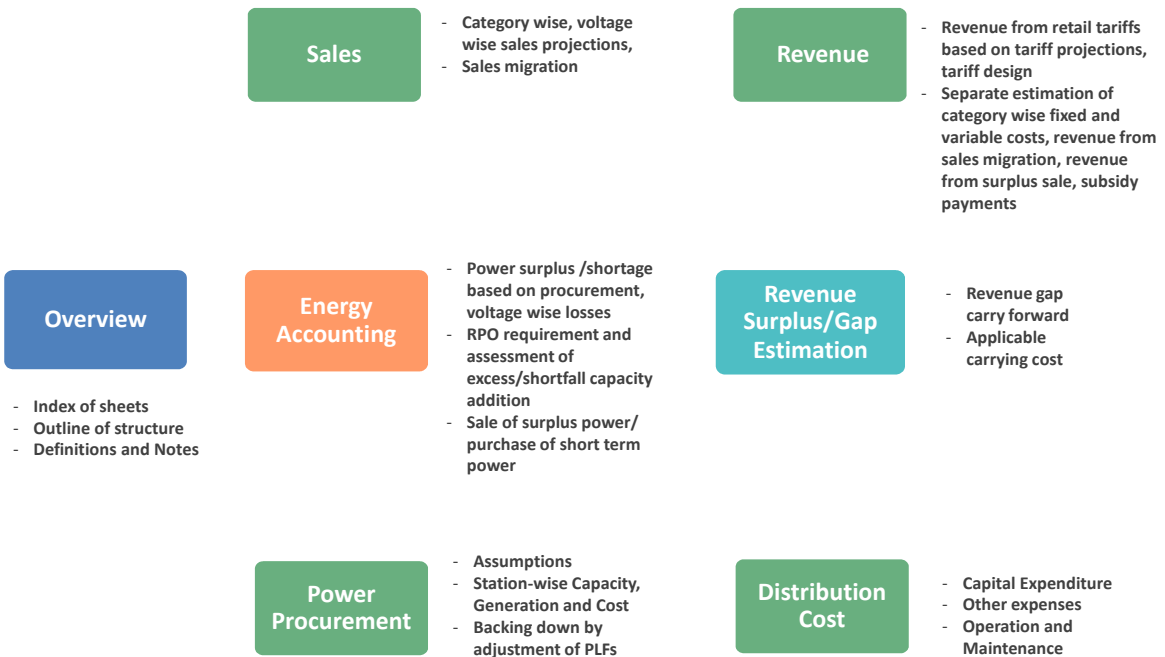 Sales
- Category wise, voltage
wise sales projections,
- Sales migration
Revenue
- Revenue from retail tariffs
based on tariff projections,
tariff design
- Separate estimation of
category wise fixed and
variable costs, revenue from
sales migration, revenue
from surplus sale, subsidy
payments
Overview
- Index of sheets
- Outline of structure
- Definitions and Notes
Energy
Accounting
- Power surplus /shortage
based on procurement,
voltage wise losses
- RPO requirement and
assessment of
excess/shortfall capacity
addition
- Sale of surplus power/
purchase of short term
power
Revenue
Surplus/Gap
Estimation
- Revenue gap
carry forward
- Applicable
carrying cost
Power
Procurement
- Assumptions
- Station-wise Capacity,
Generation and Cost
- Backing down by
adjustment of PLFs
Distribution
Cost
- Capital Expenditure
- Other expenses
- Operation and
Maintenance